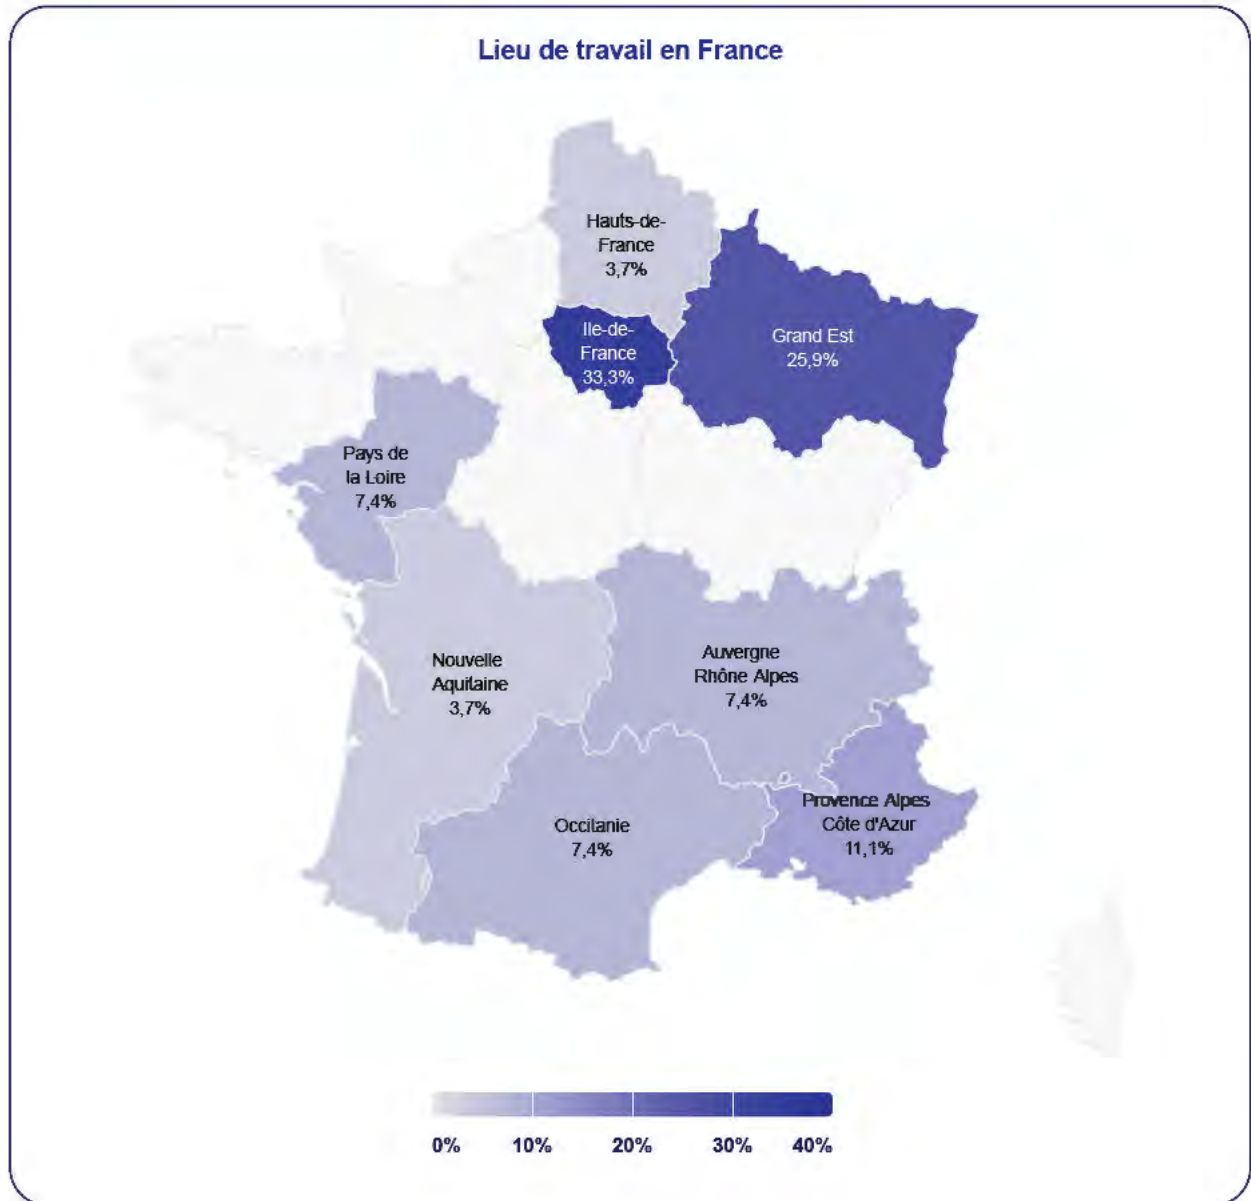 Lieu de travail en France
Hauts-de-
France
3,7%
Ile-de-
France
33,3%
Grand Est
25,9%
Pays de
la Loire
7,4%
Nouvelle
Aquitaine
3,7%
Auvergne
Rhône Alpes
7,4%
Provence Alpes
Côte d'Azur
11,1%
Occitanie
7,4%
0% 10% 20% 30% 40%